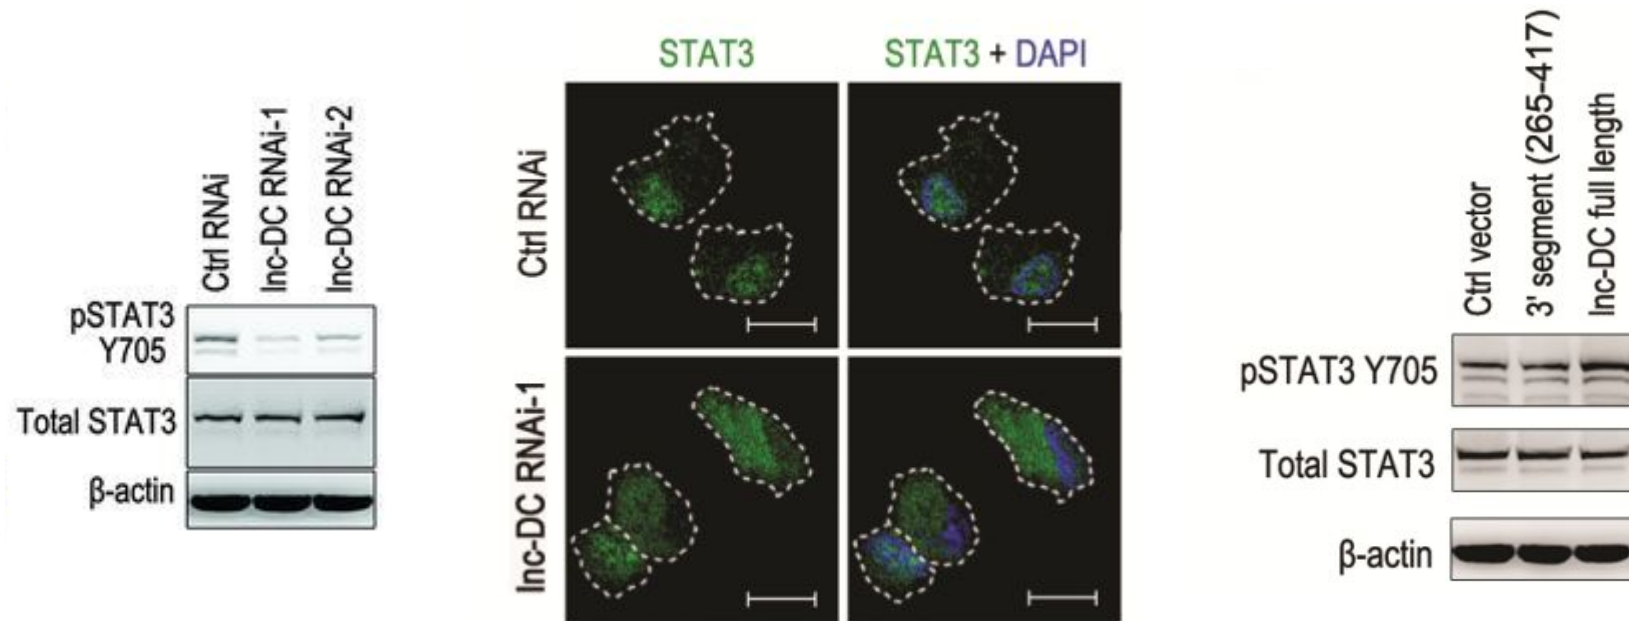 Ctrl RNAi
lnc-DC RNAi-1
lnc-DC RNAi-2
pSTAT3
Y705
Total STAT3
β-actin
STAT3
STAT3 + DAPI
Ctrl RNAi
lnc-DC RNAi-1
Ctrl vector
3' segment (265-417)
lnc-DC full length
pSTAT3 Y705
Total STAT3
β-actin